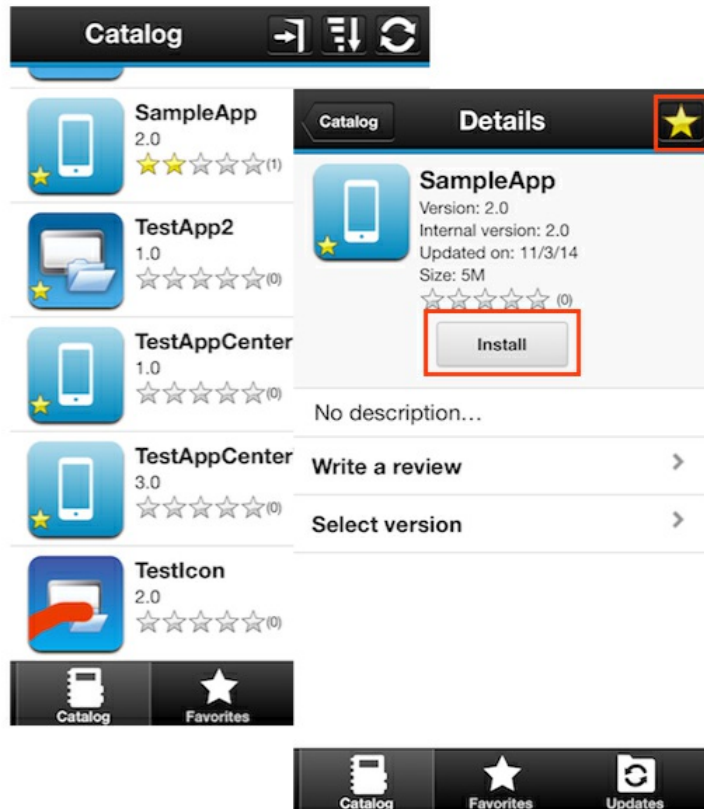 Catalog
SampleApp
2.0
(1)
TestApp2
1.0
(0)
TestAppCenter
1.0
(0)
TestAppCenter
3.0
(0)
TestIcon
2.0
(0)
Catalog
Favorites
Catalog
Details
SampleApp
Version: 2.0
Internal version: 2.0
Updated on: 11/3/14
Size: 5M
(0)
Install
No description...
Write a review
Select version
Catalog
Favorites
Updates